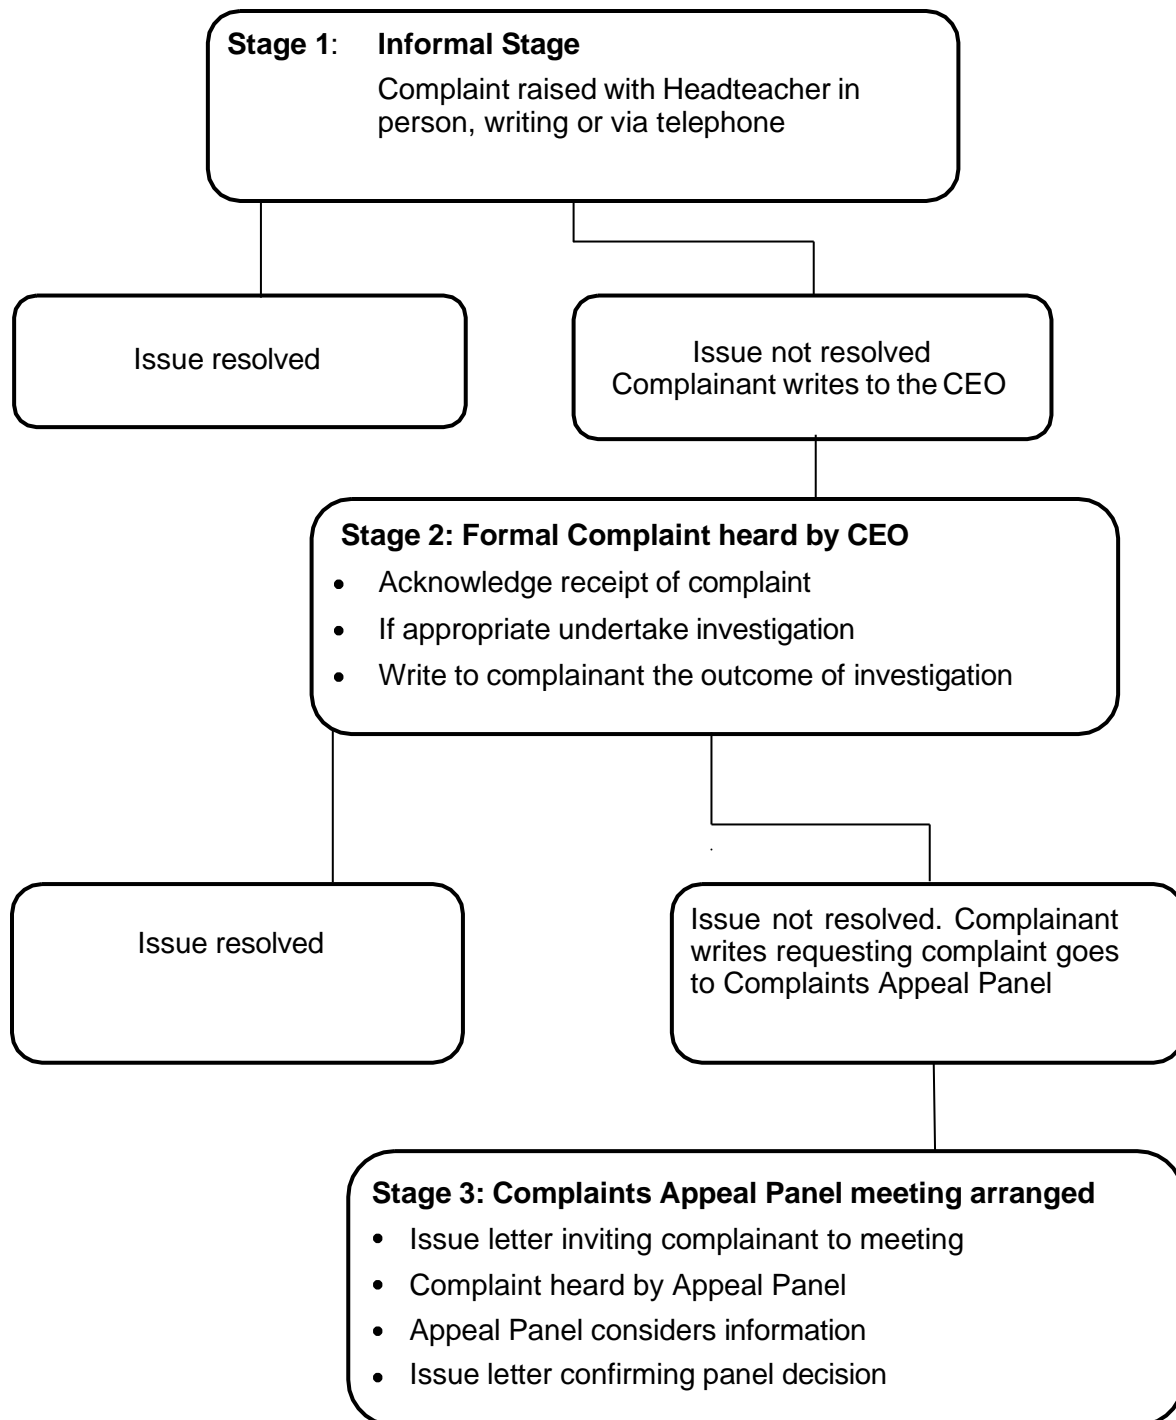 Stage 1: Informal Stage
Complaint raised with Headteacher in
person, writing or via telephone
Issue resolved
Issue not resolved
Complainant writes to the CEO
Stage 2: Formal Complaint heard by CEO
• Acknowledge receipt of complaint
• If appropriate undertake investigation
• Write to complainant the outcome of investigation
Issue resolved
Issue not resolved. Complainant
writes requesting complaint goes
to Complaints Appeal Panel
Stage 3: Complaints Appeal Panel meeting arranged
• Issue letter inviting complainant to meeting
• Complaint heard by Appeal Panel
• Appeal Panel considers information
• Issue letter confirming panel decision